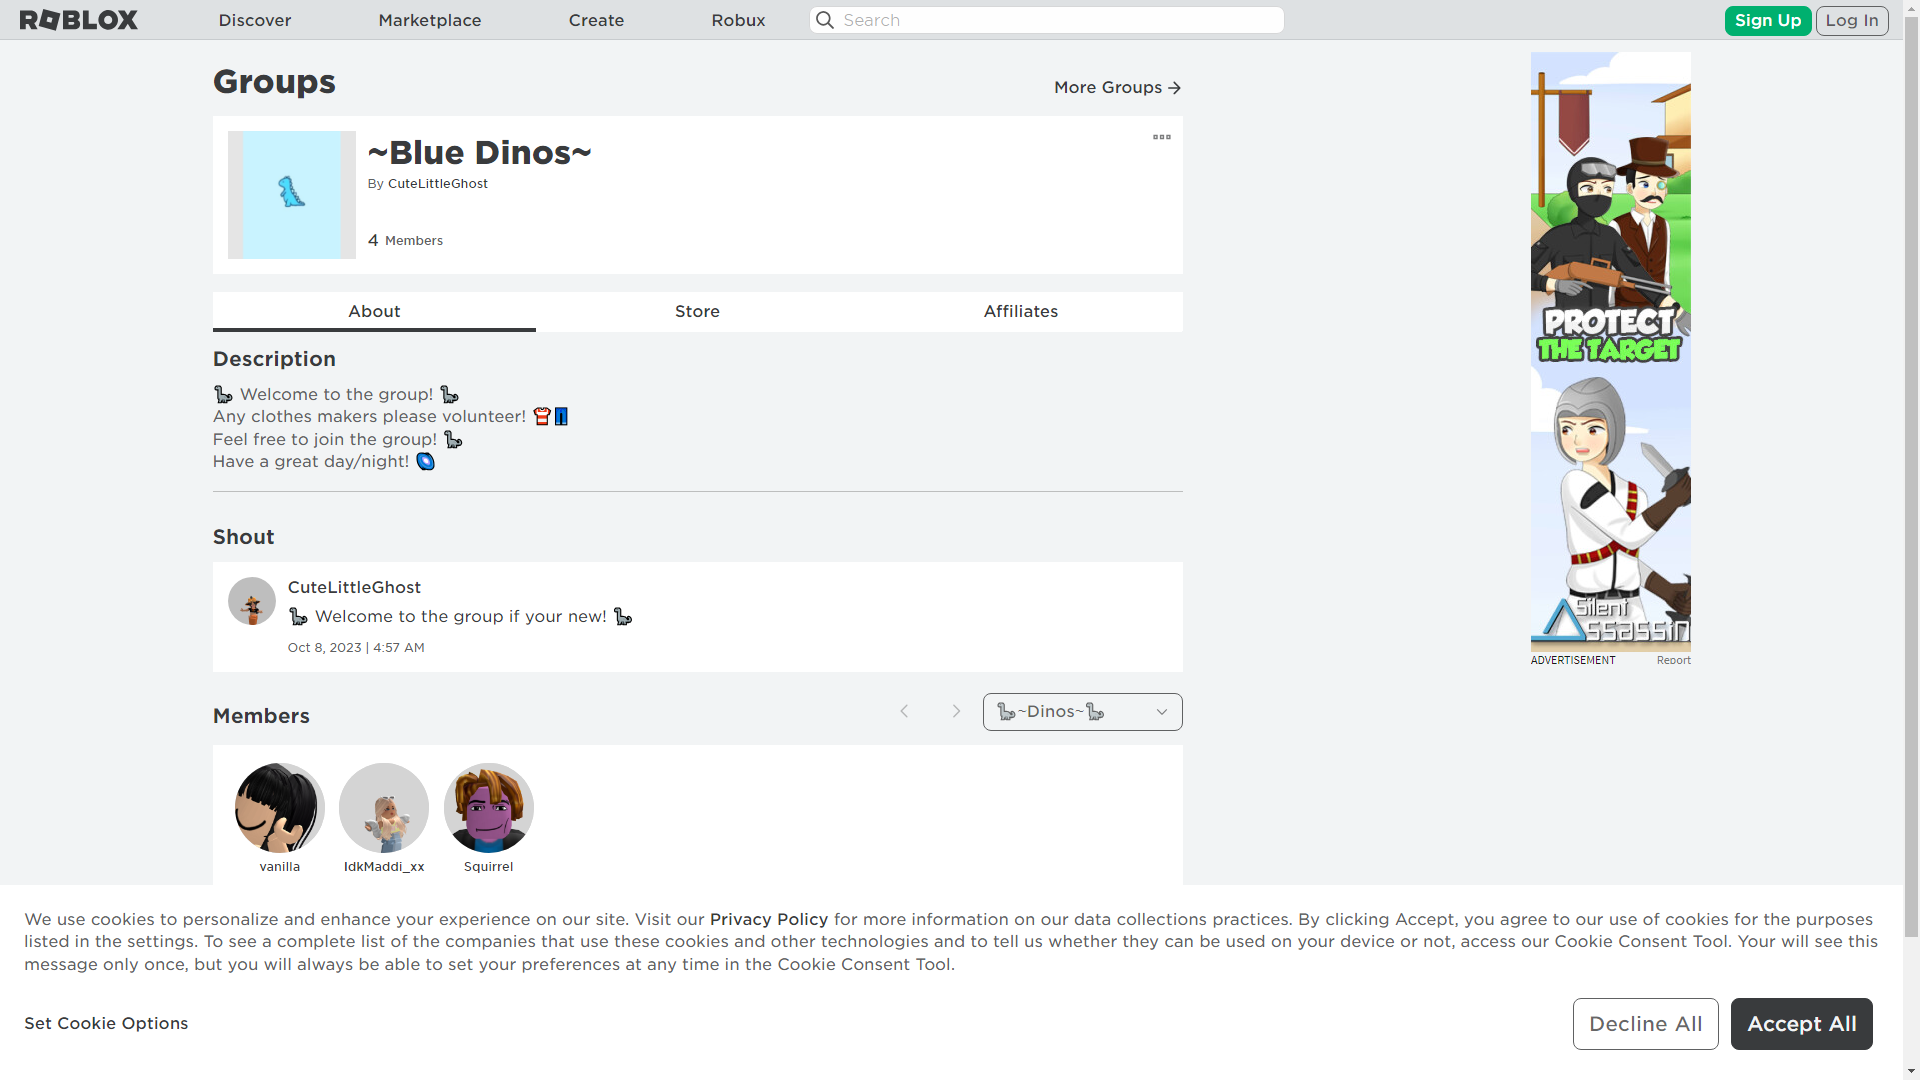 ROBLOX
Discover
Marketplace
Create
Robux
Search
Sign Up
Log In
Groups
More Groups
~Blue Dinos~
By CuteLittleGhost
4 Members
About
Store
Affiliates
Description
🦕 Welcome to the group! 🦕
Any clothes makers please volunteer! 👕👖
Feel free to join the group! 🦕
Have a great day/night! 🌀
Shout
CuteLittleGhost
🦕 Welcome to the group if your new! 🦕
Oct 8, 2023 | 4:57 AM
Members
🦕~Dinos~🦕
vanilla
IdkMaddi_xx
Squirrel
PROTECT
THE TARGET
Silent
Assassin
ADVERTISEMENT
Report
We use cookies to personalize and enhance your experience on our site. Visit our Privacy Policy for more information on our data collections practices. By clicking Accept, you agree to our use of cookies for the purposes
listed in the settings. To see a complete list of the companies that use these cookies and other technologies and to tell us whether they can be used on your device or not, access our Cookie Consent Tool. Your will see this
message only once, but you will always be able to set your preferences at any time in the Cookie Consent Tool.
Set Cookie Options
Decline All
Accept All